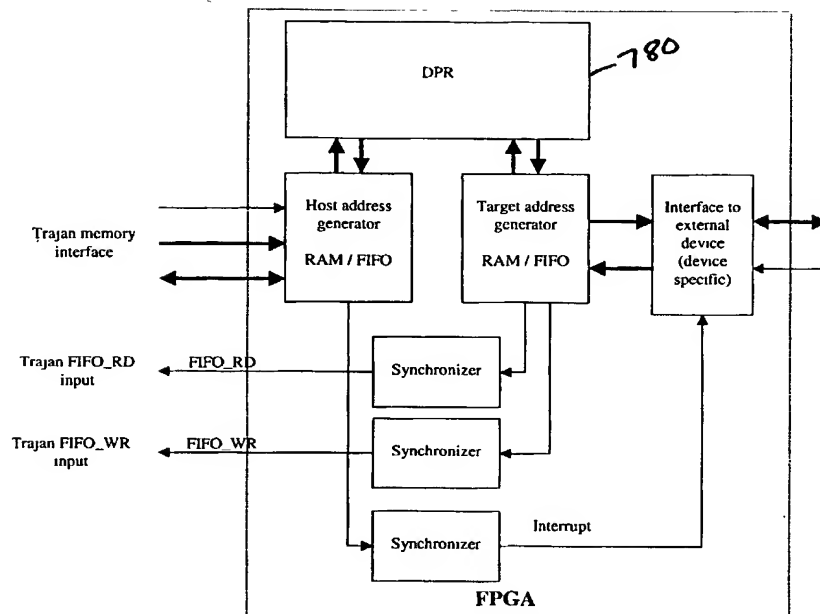 780
DPR
Host address
generator
RAM / FIFO
Target address
generator
RAM / FIFO
Interface to
external
device
(device
specific)
Trajan memory
interface
Trajan FIFO_RD
input
FIFO_RD
Synchronizer
Trajan FIFO_WR
input
FIFO_WR
Synchronizer
Synchronizer
Interrupt
FPGA